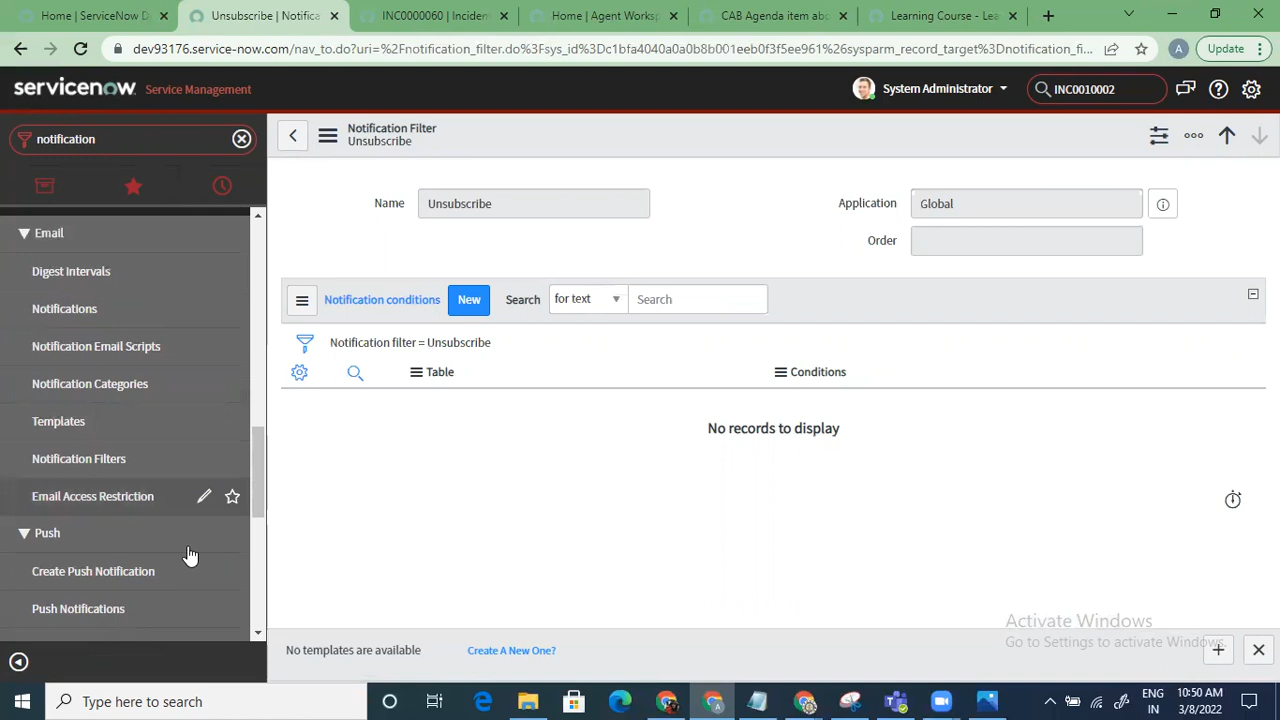 Home | ServiceNow D
Unsubscribe | Notifica
INC0000060 | Inciden
Home | Agent Worksp
CAB Agenda item abo
Learning Course - Lea
dev93176.service-now.com/nav_to.do?uri=%2Fnotification_filter.do%3Fsys_id%3Dc1bfa4040a0a0b8b001eeb0f3f5ee961%26sysparm_record_target%3Dnotification_fi...
A
Update
servicenow Service Management
System Administrator
INC0010002
notification
Notification Filter
Unsubscribe
Name
Unsubscribe
Application
Global
Order
Email
Digest Intervals
Notifications
Notification Email Scripts
Notification Categories
Templates
Notification Filters
Email Access Restriction
Push
Create Push Notification
Push Notifications
Notification conditions New Search for text Search
Notification filter = Unsubscribe
Table
Conditions
No records to display
Activate Windows
Go to Settings to activate Windows.
No templates are available
Create A New One?
Type here to search
A
ENG
IN
10:50 AM
3/8/2022